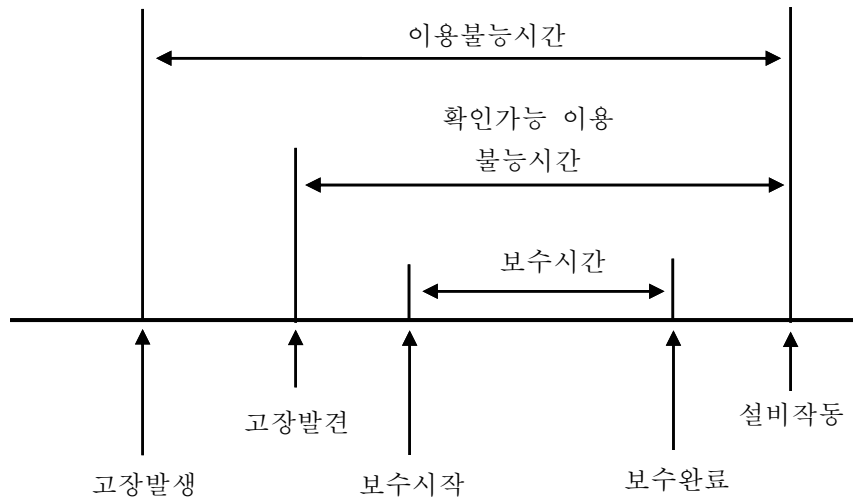 이용불능시간
확인가능 이용
불능시간
보수시간
고장발생
고장발견
보수시작
보수완료
설비작동